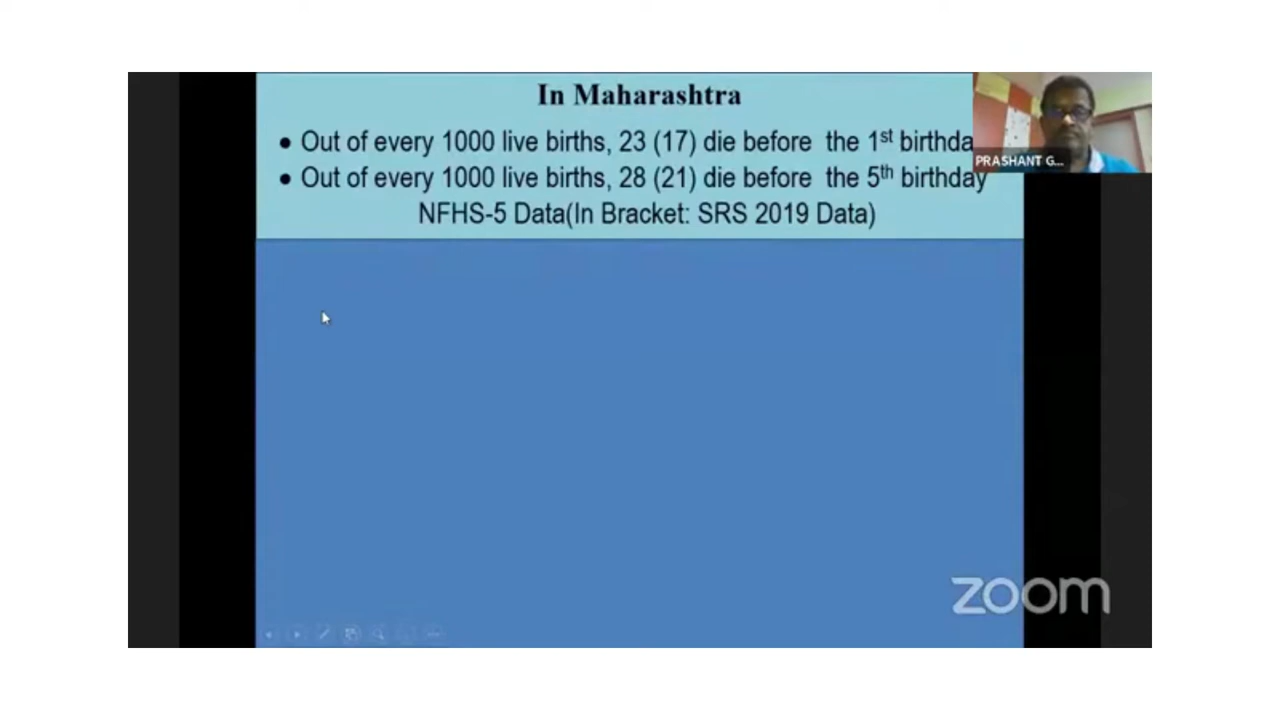 In Maharashtra
• Out of every 1000 live births, 23 (17) die before the 1st birthda
PRASHANT G...
• Out of every 1000 live births, 28 (21) die before the 5th birthday
NFHS-5 Data(In Bracket: SRS 2019 Data)
zoom